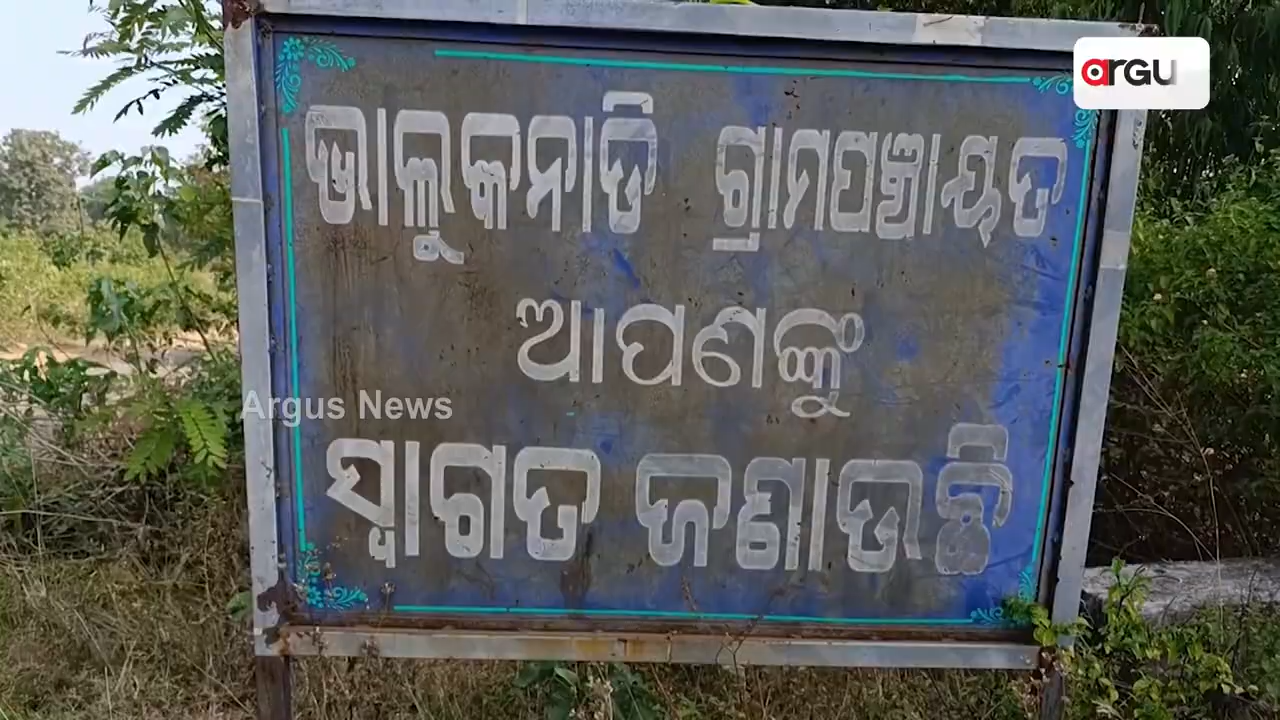 ARGU
ଭାଲୁକନାଡି ଗ୍ରାମପଞ୍ଚାୟତ
ଆପଣଙ୍କୁ
Argus News
ସ୍ୱାଗତ ଜଣାଉଛି